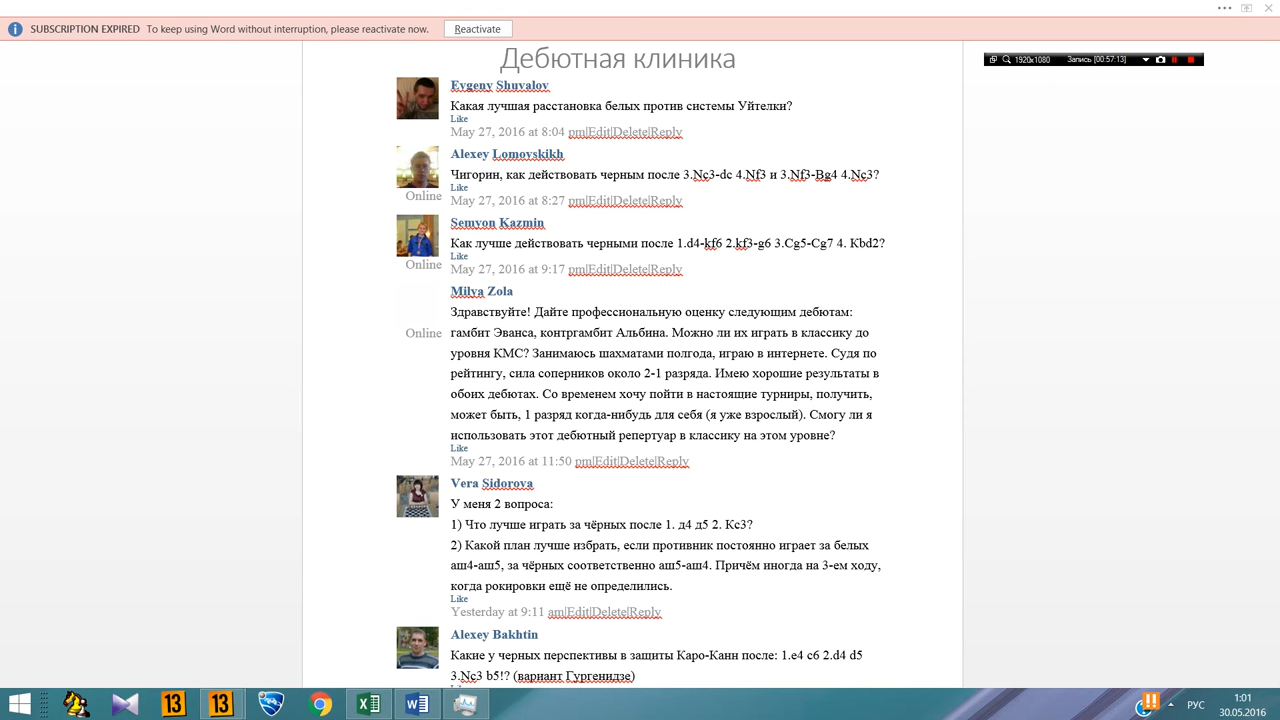 SUBSCRIPTION EXPIRED To keep using Word without interruption, please reactivate now. Reactivate
Дебютная клиника
1920x1080 Запись [00:57:13]
Evgeny Shuvalov
Какая лучшая расстановка белых против системы Уйтелки?
Like
May 27, 2016 at 8:04 pm|Edit|Delete|Reply
Alexey Lomovskikh
Чигорин, как действовать черным после 3.Nc3-dc 4.Nf3 и 3.Nf3-Bg4 4.Nc3?
Like
Online
May 27, 2016 at 8:27 pm|Edit|Delete|Reply
Semyon Kazmin
Как лучше действовать черными после 1.d4-kf6 2.kf3-g6 3.Cg5-Cg7 4. Kbd2?
Like
Online
May 27, 2016 at 9:17 pm|Edit|Delete|Reply
Milya Zola
Здравствуйте! Дайте профессиональную оценку следующим дебютам:
Online
гамбит Эванса, контргамбит Альбина. Можно ли их играть в классику до
уровня КМС? Занимаюсь шахматами полгода, играю в интернете. Судя по
рейтингу, сила соперников около 2-1 разряда. Имею хорошие результаты в
обоих дебютах. Со временем хочу пойти в настоящие турниры, получить,
может быть, 1 разряд когда-нибудь для себя (я уже взрослый). Смогу ли я
использовать этот дебютный репертуар в классику на этом уровне?
Like
May 27, 2016 at 11:50 pm|Edit|Delete|Reply
Vera Sidorova
У меня 2 вопроса:
1) Что лучше играть за чёрных после 1. д4 д5 2. Кс3?
2) Какой план лучше избрать, если противник постоянно играет за белых
аш4-аш5, за чёрных соответственно аш5-аш4. Причём иногда на 3-ем ходу,
когда рокировки ещё не определились.
Like
Yesterday at 9:11 am|Edit|Delete|Reply
Alexey Bakhtin
Какие у черных перспективы в защиты Каро-Канн после: 1.e4 c6 2.d4 d5
3.Nc3 b5!? (вариант Гургенидзе)
13
13
РУС
1:01
30.05.2016